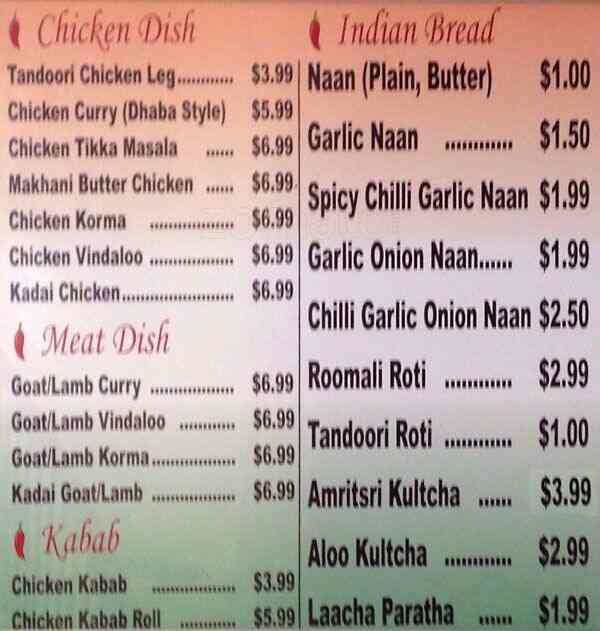 Chicken Dish
Tandoori Chicken Leg............ $3.99
Chicken Curry (Dhaba Style) $5.99
Chicken Tikka Masala ...... $6.99
Makhani Butter Chicken ...... $6.99
Chicken Korma .................. $6.99
Chicken Vindaloo .................. $6.99
Kadai Chicken........................ $6.99
Meat Dish
Goat/Lamb Curry .................. $6.99
Goat/Lamb Vindaloo ............ $6.99
Goat/Lamb Korma.................. $6.99
Kadai Goat/Lamb .................. $6.99
Kabab
Chicken Kabab .................. $3.99
Chicken Kabab Roll ............ $5.99
Indian Bread
Naan (Plain, Butter) $1.00
Garlic Naan ............ $1.50
Spicy Chilli Garlic Naan $1.99
Garlic Onion Naan...... $1.99
Chilli Garlic Onion Naan $2.50
Roomali Roti ............ $2.99
Tandoori Roti ............ $1.00
Amritsri Kultcha ...... $3.99
Aloo Kultcha ............ $2.99
Laacha Paratha ...... $1.99